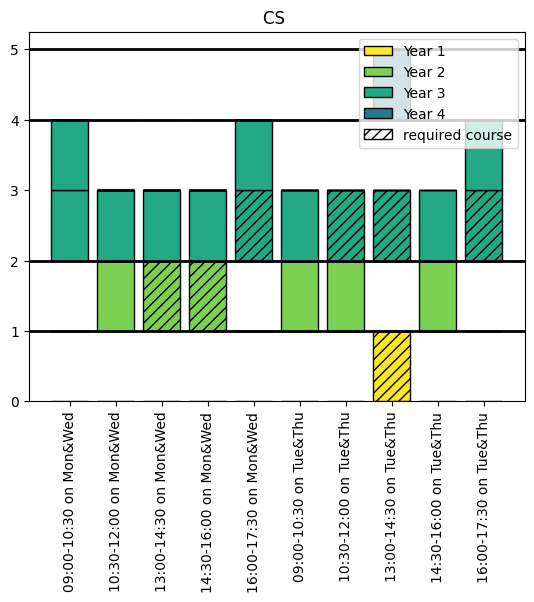 CS
Year 1
Year 2
Year 3
Year 4
required course
5
4
3
2
1
0
09:00-10:30 on Mon&Wed
10:30-12:00 on Mon&Wed
13:00-14:30 on Mon&Wed
14:30-16:00 on Mon&Wed
16:00-17:30 on Mon&Wed
09:00-10:30 on Tue&Thu
10:30-12:00 on Tue&Thu
13:00-14:30 on Tue&Thu
14:30-16:00 on Tue&Thu
16:00-17:30 on Tue&Thu